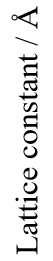 Lattice constant / Å